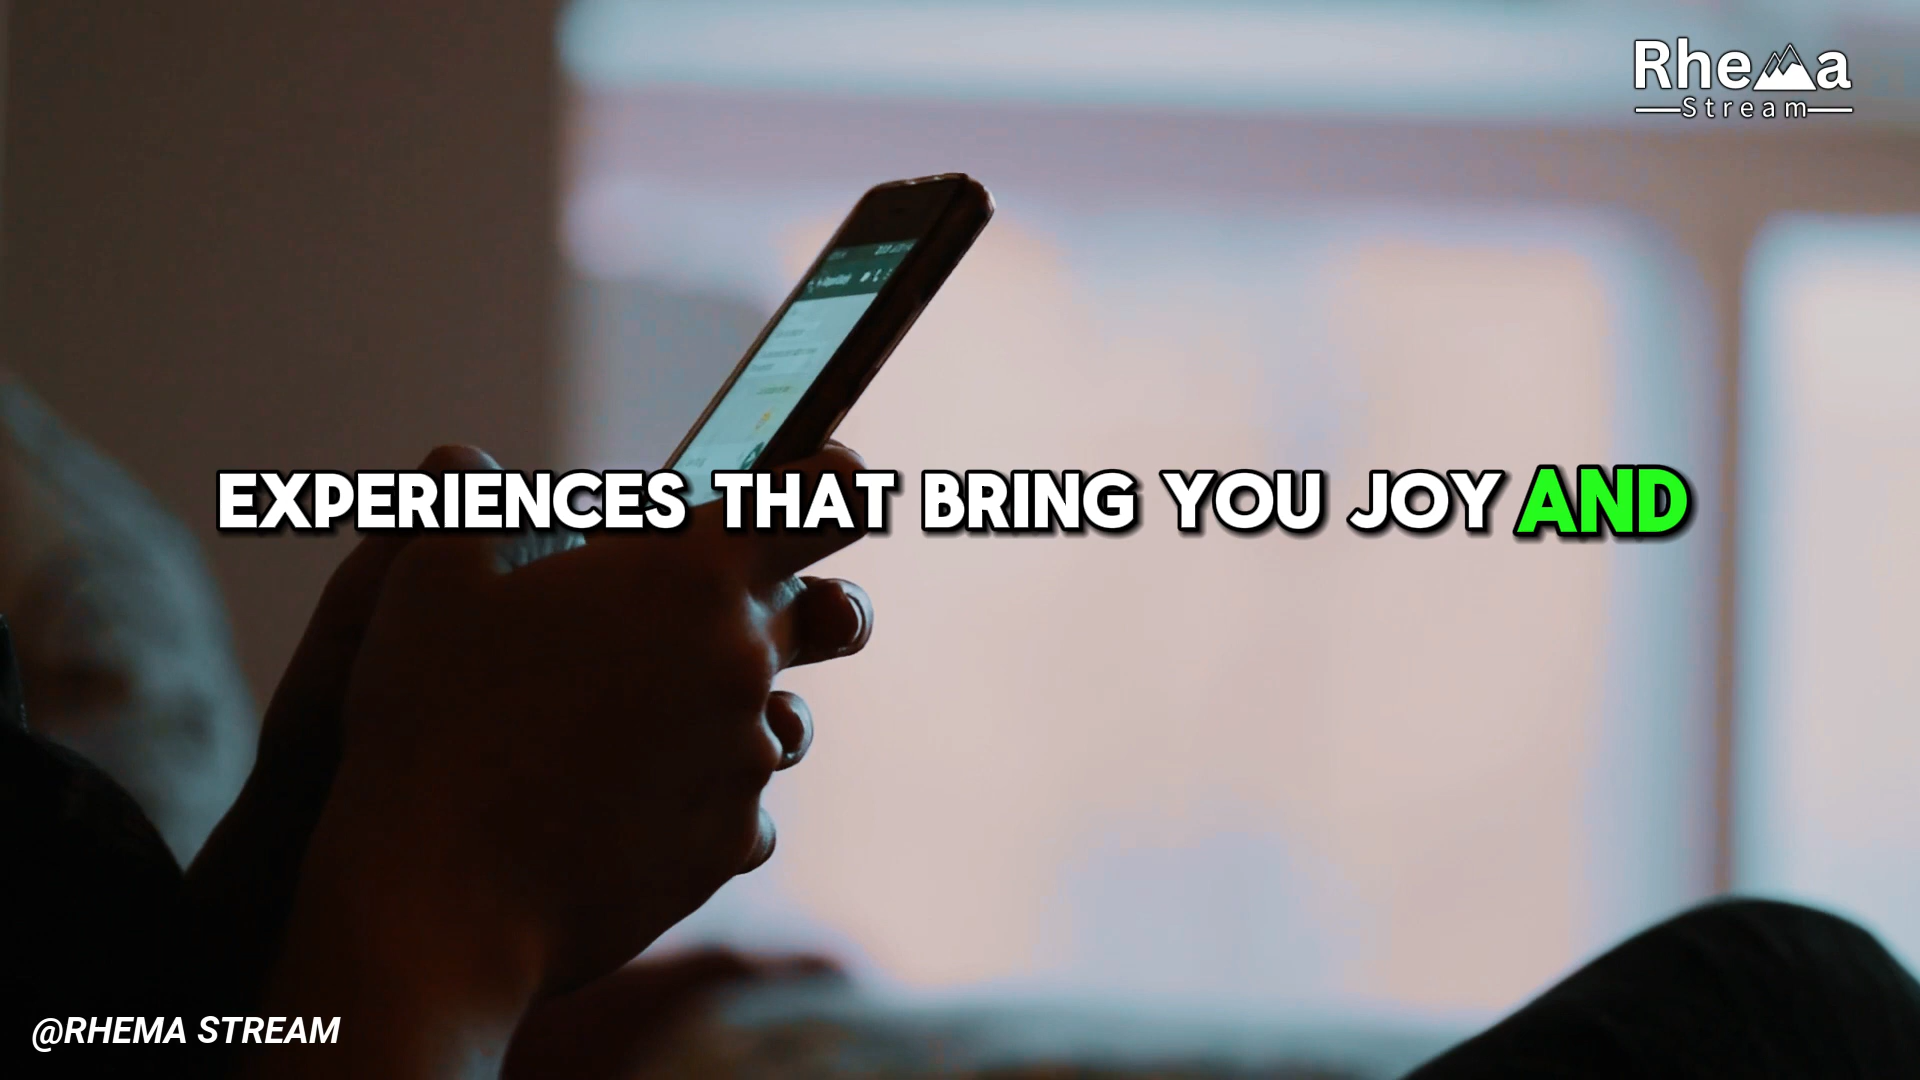 Rhema
Stream
EXPERIENCES THAT BRING YOU JOY AND
@RHEMA STREAM